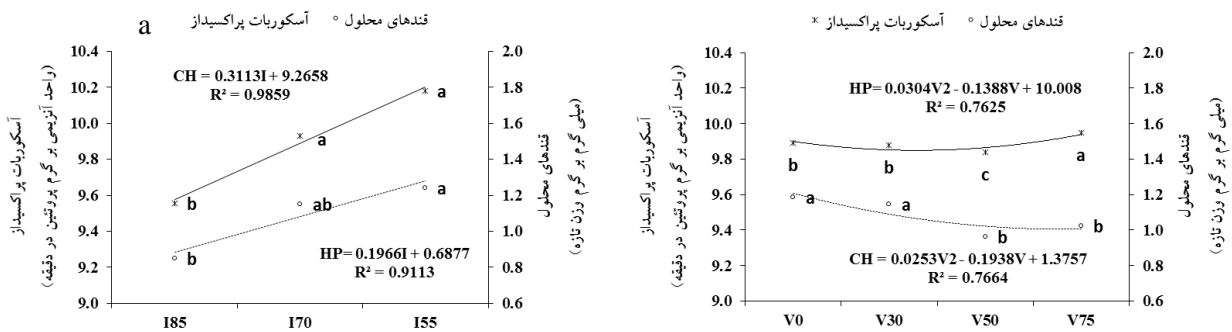 a
آسکوربات پراکسیداز
قندهای محلول
آسکوربات پراکسیداز
(واحد آنزیمی بر گرم پروتئین در دقیقه)
10.4
10.2
10.0
9.8
9.6
9.4
9.2
9.0
CH = 0.3113I + 9.2658
R² = 0.9859
a
a
b
a
ab
b
HP= 0.1966I + 0.6877
R² = 0.9113
2.0
1.8
1.6
1.4
1.2
1.0
0.8
0.6
قندهای محلول
(میلی گرم بر گرم وزن تازه)
I85 I70 I55
آسکوربات پراکسیداز
قندهای محلول
آسکوربات پراکسیداز
(واحد آنزیمی بر گرم پروتئین در دقیقه)
10.4
10.2
10.0
9.8
9.6
9.4
9.2
9.0
HP= 0.0304V2 - 0.1388V + 10.008
R² = 0.7625
b b c a
a a b b
CH = 0.0253V2 - 0.1938V + 1.3757
R² = 0.7664
2.0
1.8
1.6
1.4
1.2
1.0
0.8
0.6
قندهای محلول
(میلی گرم بر گرم وزن تازه)
V0 V30 V50 V75